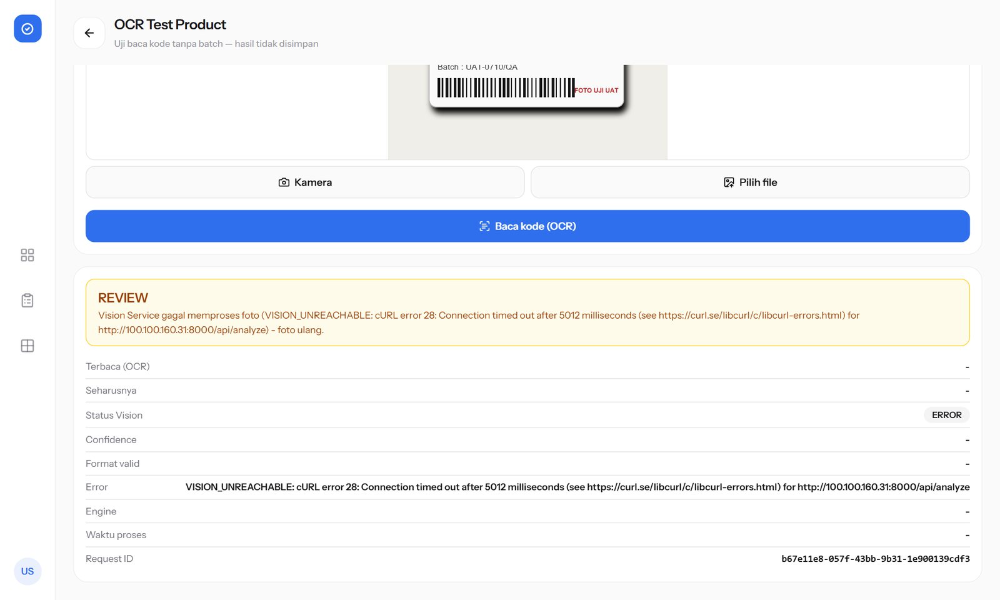 OCR Test Product
Uji baca kode tanpa batch — hasil tidak disimpan
Batch : UAT-0710/QA
FOTO UJI UAT
Kamera
Pilih file
Baca kode (OCR)
REVIEW
Vision Service gagal memproses foto (VISION_UNREACHABLE: cURL error 28: Connection timed out after 5012 milliseconds (see https://curl.se/libcurl/c/libcurl-errors.html) for
http://100.100.160.31:8000/api/analyze) - foto ulang.
Terbaca (OCR) -
Seharusnya -
Status Vision ERROR
Confidence -
Format valid -
Error VISION_UNREACHABLE: cURL error 28: Connection timed out after 5012 milliseconds (see https://curl.se/libcurl/c/libcurl-errors.html) for http://100.100.160.31:8000/api/analyze
Engine -
Waktu proses -
Request ID b67e11e8-057f-43bb-9b31-1e900139cdf3
US